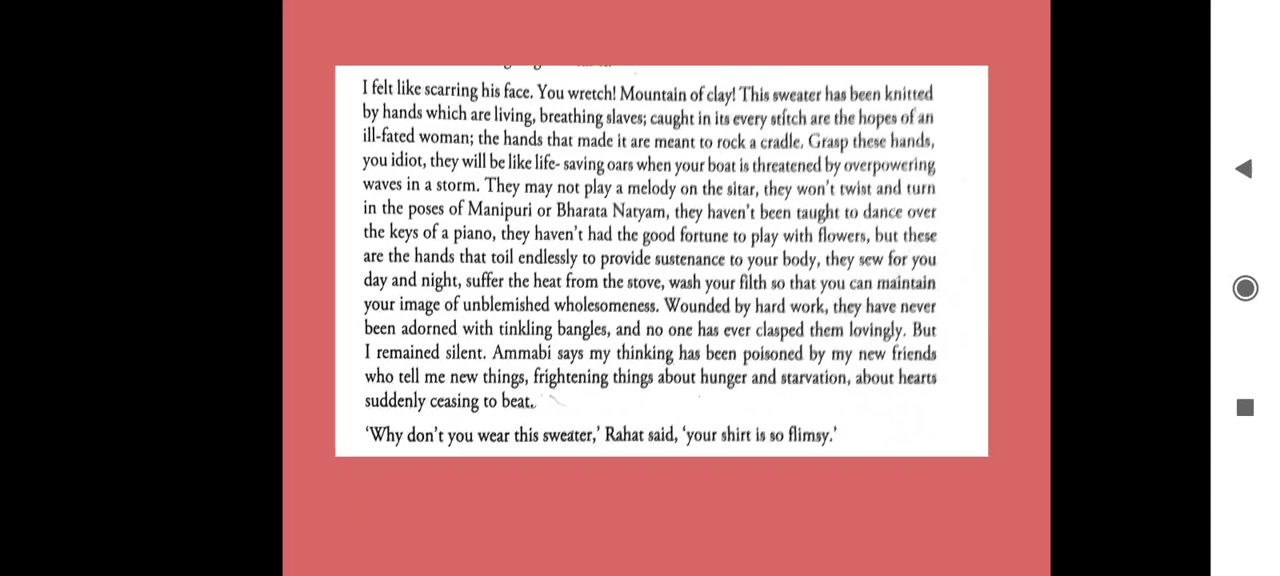 I felt like scarring his face. You wretch! Mountain of clay! This sweater has been knitted
by hands which are living, breathing slaves; caught in its every stitch are the hopes of an
ill-fated woman; the hands that made it are meant to rock a cradle. Grasp these hands,
you idiot, they will be like life- saving oars when your boat is threatened by overpowering
waves in a storm. They may not play a melody on the sitar, they won't twist and turn
in the poses of Manipuri or Bharata Natyam, they haven't been taught to dance over
the keys of a piano, they haven't had the good fortune to play with flowers, but these
are the hands that toil endlessly to provide sustenance to your body, they sew for you
day and night, suffer the heat from the stove, wash your filth so that you can maintain
your image of unblemished wholesomeness. Wounded by hard work, they have never
been adorned with tinkling bangles, and no one has ever clasped them lovingly. But
I remained silent. Ammabi says my thinking has been poisoned by my new friends
who tell me new things, frightening things about hunger and starvation, about hearts
suddenly ceasing to beat.
‘Why don't you wear this sweater,’ Rahat said, ‘your shirt is so flimsy.’